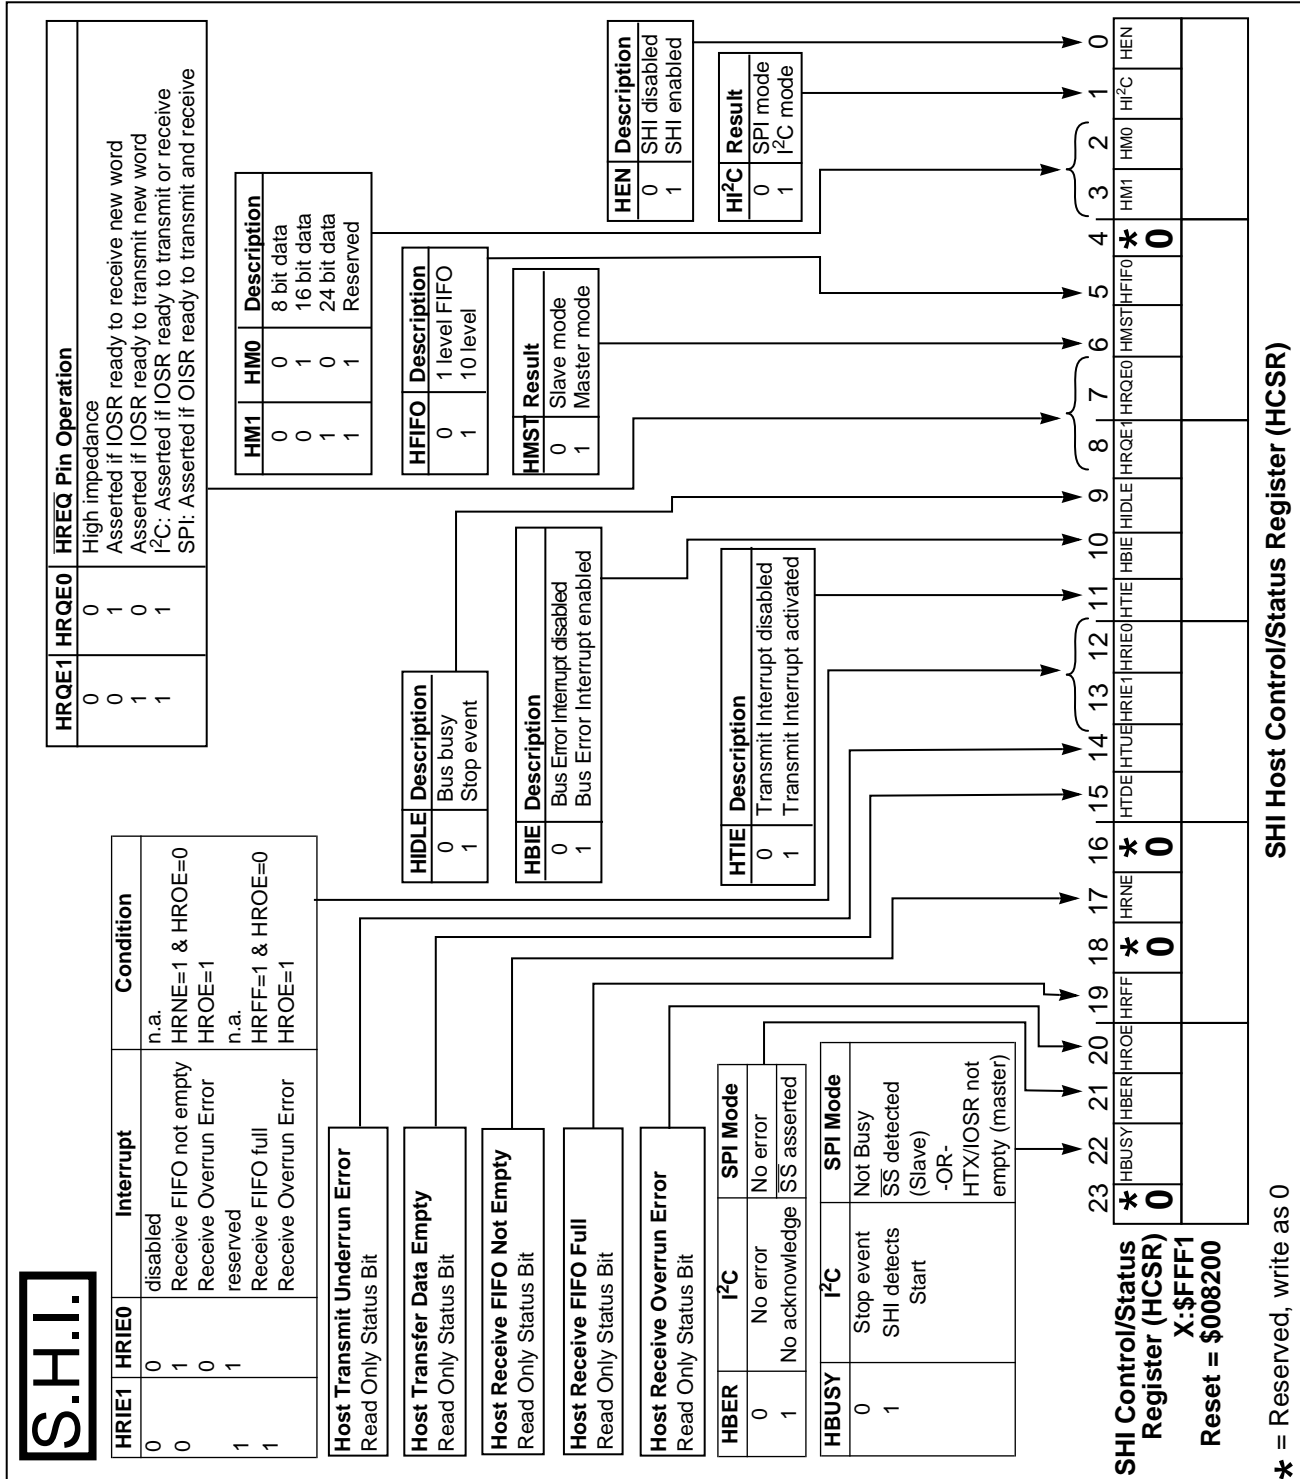 S.H.I.
HRIE1 HRIE0 Interrupt Condition
0 0 disabled n.a.
0 1 Receive FIFO not empty HRNE=1 & HROE=0
0 Receive Overrun Error HROE=1
1 1 reserved n.a.
1 Receive FIFO full HRFF=1 & HROE=0
Receive Overrun Error HROE=1
HRQE1 HRQE0 HREQ Pin Operation
0 0 High impedance
0 1 Asserted if IOSR ready to receive new word
1 0 Asserted if IOSR ready to transmit new word
1 1 I2C: Asserted if IOSR ready to transmit or receive
SPI: Asserted if OISR ready to transmit and receive
HM1 HM0 Description
0 0 8 bit data
0 1 16 bit data
1 0 24 bit data
1 1 Reserved
Host Transmit Underrun Error
Read Only Status Bit
Host Transfer Data Empty
Read Only Status Bit
Host Receive FIFO Not Empty
Read Only Status Bit
Host Receive FIFO Full
Read Only Status Bit
Host Receive Overrun Error
Read Only Status Bit
HIDLE Description
0 Bus busy
1 Stop event
HFIFO Description
0 1 level FIFO
1 10 level
HBIE Description
0 Bus Error Interrupt disabled
1 Bus Error Interrupt enabled
HMST Result
0 Slave mode
1 Master mode
HEN Description
0 SHI disabled
1 SHI enabled
HBER I2C SPI Mode
0 No error No error
1 No acknowledge SS asserted
HTIE Description
0 Transmit Interrupt disabled
1 Transmit Interrupt activated
HI2C Result
0 SPI mode
1 I2C mode
HBUSY I2C SPI Mode
0 Stop event Not Busy
1 SHI detects SS detected
Start (Slave)
-OR-
HTX/IOSR not
empty (master)
23 22 21 20 19 18 17 16 15 14 13 12 11 10 9 8 7 6 5 4 3 2 1 0
* HBUSY HBER HROE HRFF * HRNE * HTDE HTUE HRIE1 HRIE0 HTIE HBIE HIDLE HRQE1 HRQE0 HMST HFIF0 * HM1 HM0 HI2C HEN
0 0 0 0
SHI Control/Status
Register (HCSR)
X:$FFF1
Reset = $008200
SHI Host Control/Status Register (HCSR)
* = Reserved, write as 0